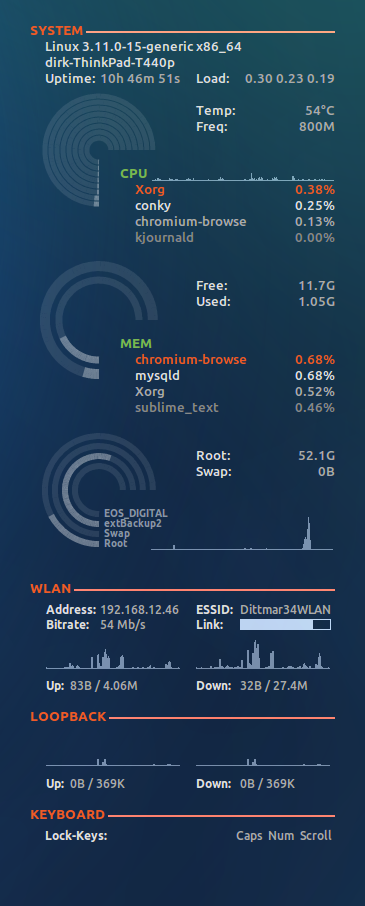 SYSTEM
Linux 3.11.0-15-generic x86_64
dirk-ThinkPad-T440p
Uptime: 10h 46m 51s Load: 0.30 0.23 0.19
Temp: 54°C
Freq: 800M
CPU
Xorg 0.38%
conky 0.25%
chromium-browse 0.13%
kjournald 0.00%
Free: 11.7G
Used: 1.05G
MEM
chromium-browse 0.68%
mysqld 0.68%
Xorg 0.52%
sublime_text 0.46%
Root: 52.1G
Swap: 0B
EOS_DIGITAL
extBackup2
Swap
Root
WLAN
Address: 192.168.12.46 ESSID: Dittmar34WLAN
Bitrate: 54 Mb/s Link:
Up: 83B / 4.06M Down: 32B / 27.4M
LOOPBACK
Up: 0B / 369K Down: 0B / 369K
KEYBOARD
Lock-Keys: Caps Num Scroll